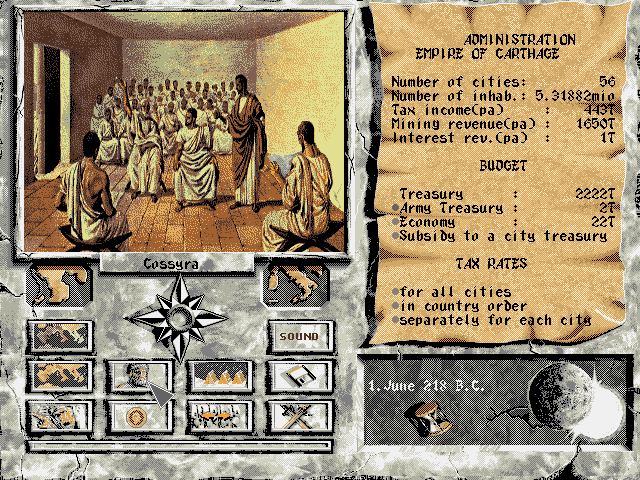 ADMINISTRATION
EMPIRE OF CARTHAGE
Number of cities: 56
Number of inhab.: 5.31882mio
Tax income(pa) : 443T
Mining revenue(pa) : 1650T
Interest rev.(pa) : 1T
BUDGET
Treasury : 2222T
Army Treasury : 2T
Economy : 22T
Subsidy to a city treasury
TAX RATES
for all cities
in country order
separately for each city
Cossyra
SOUND
1.June 218 B.C.